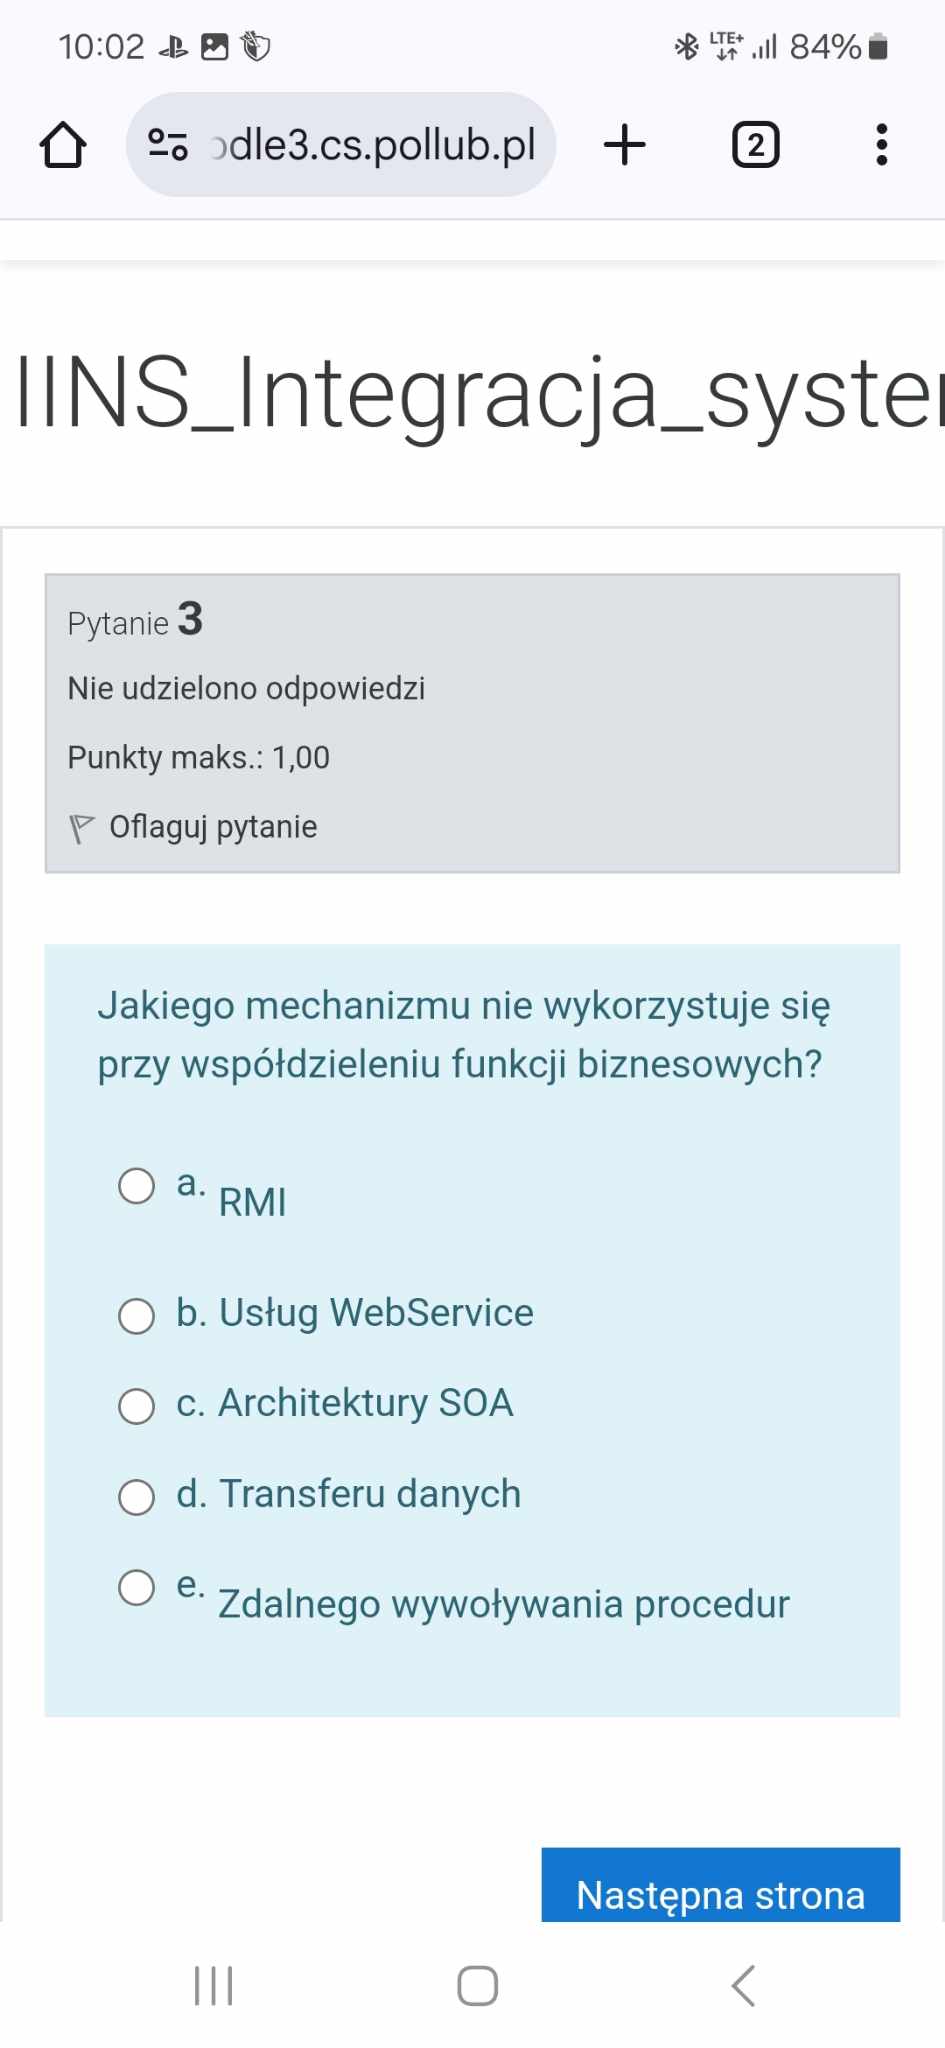 10:02
LTE+
84%
odle3.cs.pollub.pl
2
IINS_Integracja_syste
Pytanie 3
Nie udzielono odpowiedzi
Punkty maks.: 1,00
Oflaguj pytanie
Jakiego mechanizmu nie wykorzystuje się
przy współdzieleniu funkcji biznesowych?
a. RMI
b. Usług WebService
c. Architektury SOA
d. Transferu danych
e. Zdalnego wywoływania procedur
Następna strona